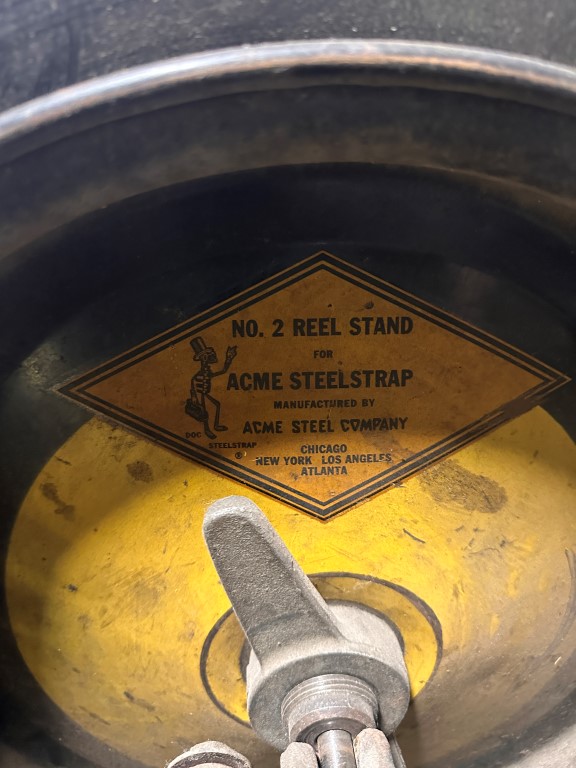 NO. 2 REEL STAND
FOR
ACME STEELSTRAP
MANUFACTURED BY
ACME STEEL COMPANY
DOC
STEELSTRAP
®
CHICAGO
NEW YORK LOS ANGELES
ATLANTA